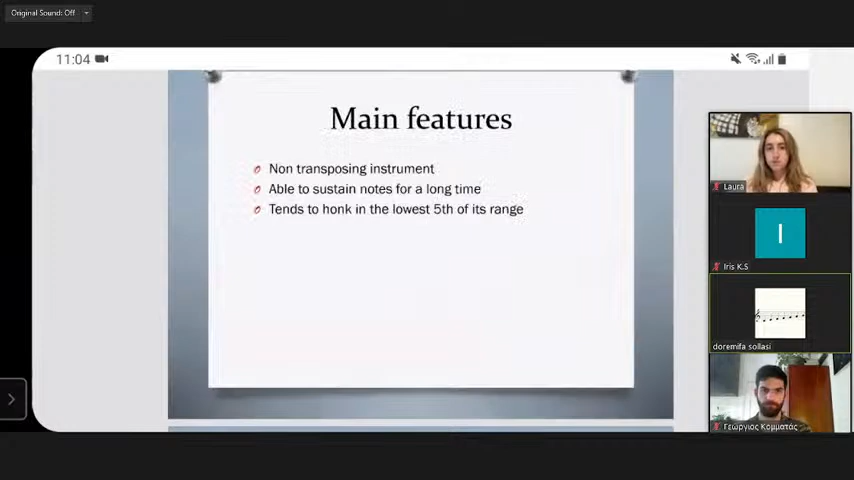 Original Sound: Off
11:04
Main features
Non transposing instrument
Able to sustain notes for a long time
Tends to honk in the lowest 5th of its range
Laura
I
Iris K.S
doremifa sollasi
Γεώργιος Κομματάς